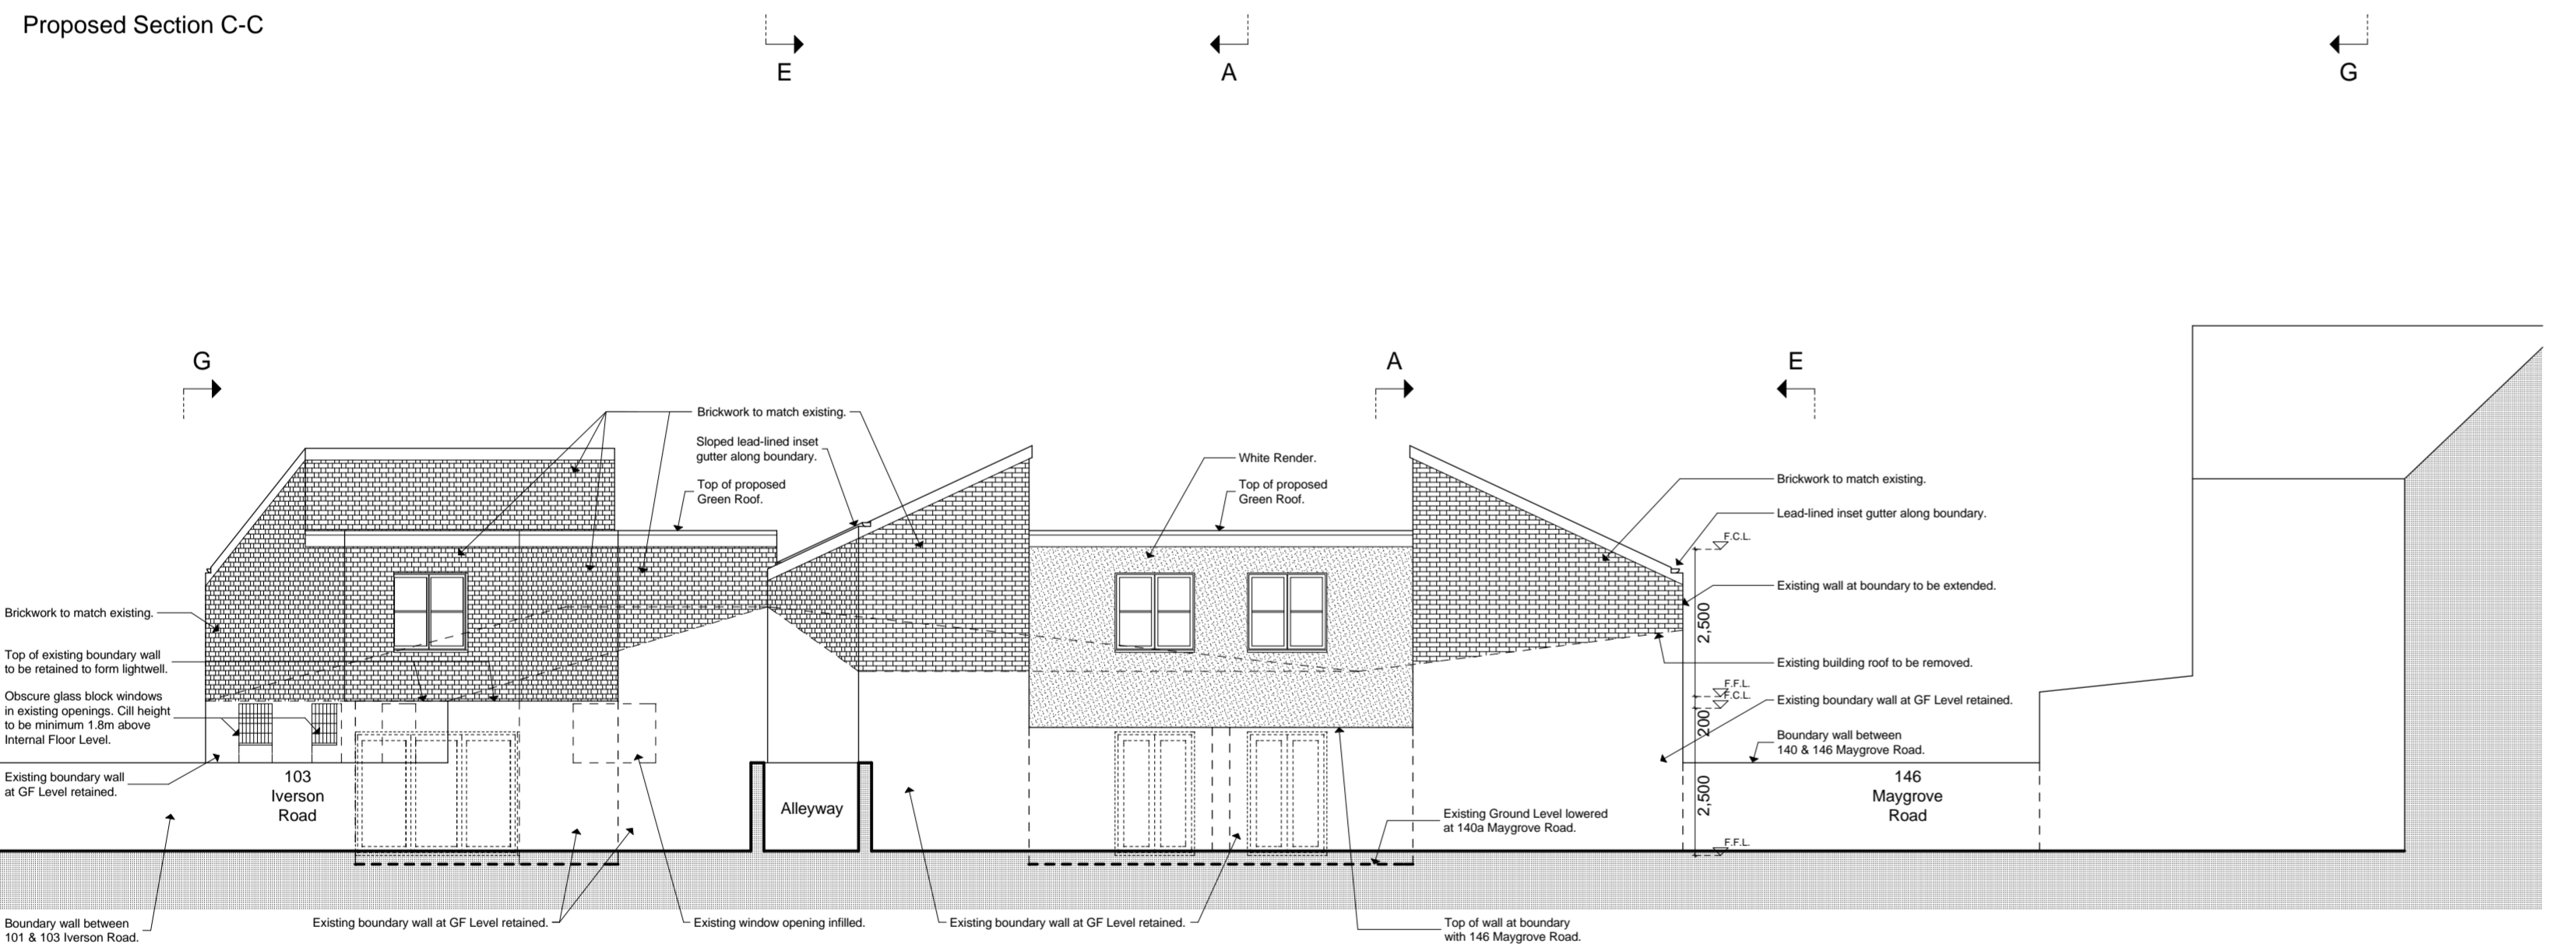 Proposed Section C-C
E
A
G
G
A
E
Brickwork to match existing.
Sloped lead-lined inset
gutter along boundary.
Top of proposed
Green Roof.
White Render.
Top of proposed
Green Roof.
Brickwork to match existing.
Lead-lined inset gutter along boundary.
F.C.L.
Existing wall at boundary to be extended.
2,500
Existing building roof to be removed.
F.F.L.
F.C.L.
Existing boundary wall at GF Level retained.
200
Boundary wall between
140 & 146 Maygrove Road.
2,500
146
Maygrove
Road
F.F.L.
Brickwork to match existing.
Top of existing boundary wall
to be retained to form lightwell.
Obscure glass block windows
in existing openings. Cill height
to be minimum 1.8m above
Internal Floor Level.
Existing boundary wall
at GF Level retained.
103
Iverson
Road
Alleyway
Existing Ground Level lowered
at 140a Maygrove Road.
Boundary wall between
101 & 103 Iverson Road.
Existing boundary wall at GF Level retained.
Existing window opening infilled.
Existing boundary wall at GF Level retained.
Top of wall at boundary
with 146 Maygrove Road.